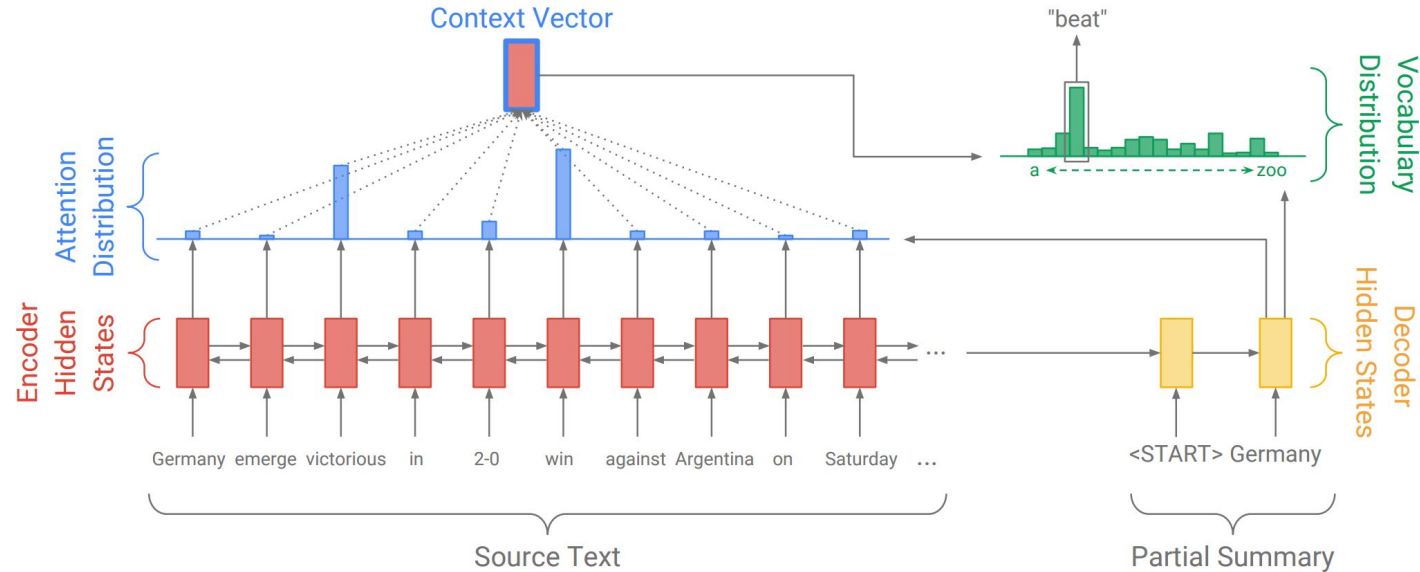 Context Vector
"beat"
Attention
Distribution
Vocabulary
Distribution
a
zoo
Encoder
Hidden
States
Decoder
Hidden States
Germany emerge victorious in 2-0 win against Argentina on Saturday ...
...
<START> Germany
Source Text
Partial Summary